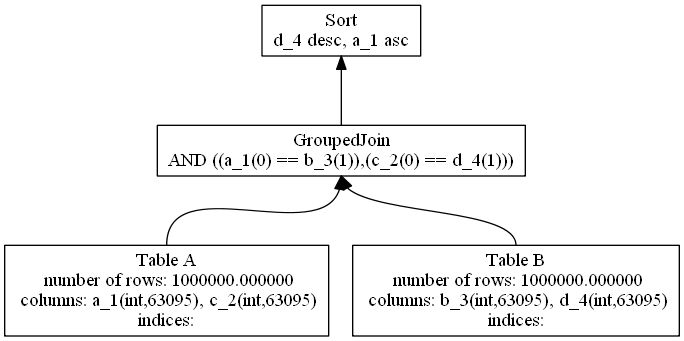 Sort
d_4 desc, a_1 asc
GroupedJoin
AND ((a_1(0) == b_3(1)),(c_2(0) == d_4(1)))
Table A
number of rows: 1000000.000000
columns: a_1(int,63095), c_2(int,63095)
indices:
Table B
number of rows: 1000000.000000
columns: b_3(int,63095), d_4(int,63095)
indices: